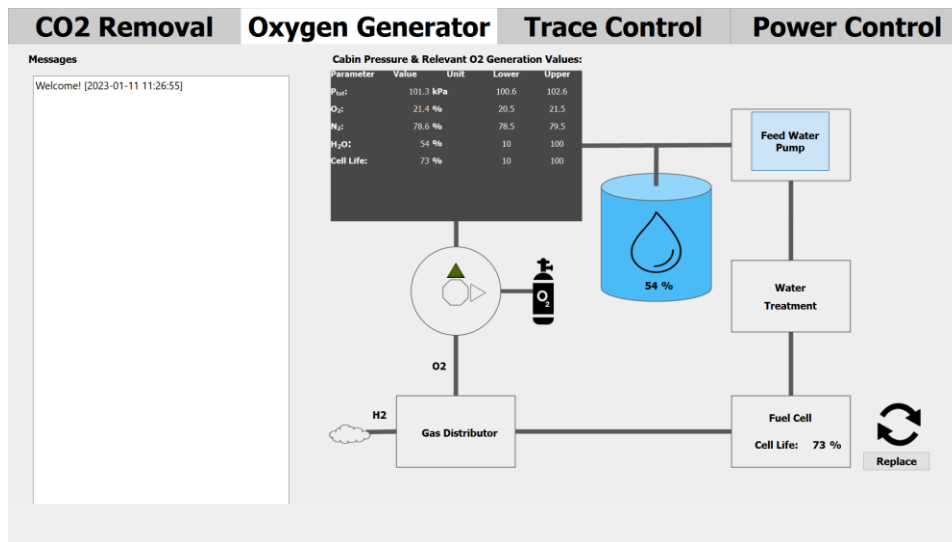 CO2 Removal Oxygen Generator Trace Control Power Control
Messages
Welcome! [2023-01-11 11:26:55]
Cabin Pressure & Relevant O2 Generation Values:
Parameter Value Unit Lower Upper
Pₜₒₜ: 101.3 kPa 100.6 102.6
O₂: 21.4 % 20.5 21.5
N₂: 78.6 % 78.5 79.5
H₂O: 54 % 10 100
Cell Life: 73 % 10 100
Feed Water
Pump
54 %
O₂
Water
Treatment
O2
H2
Gas Distributor
Fuel Cell
Cell Life: 73 %
Replace